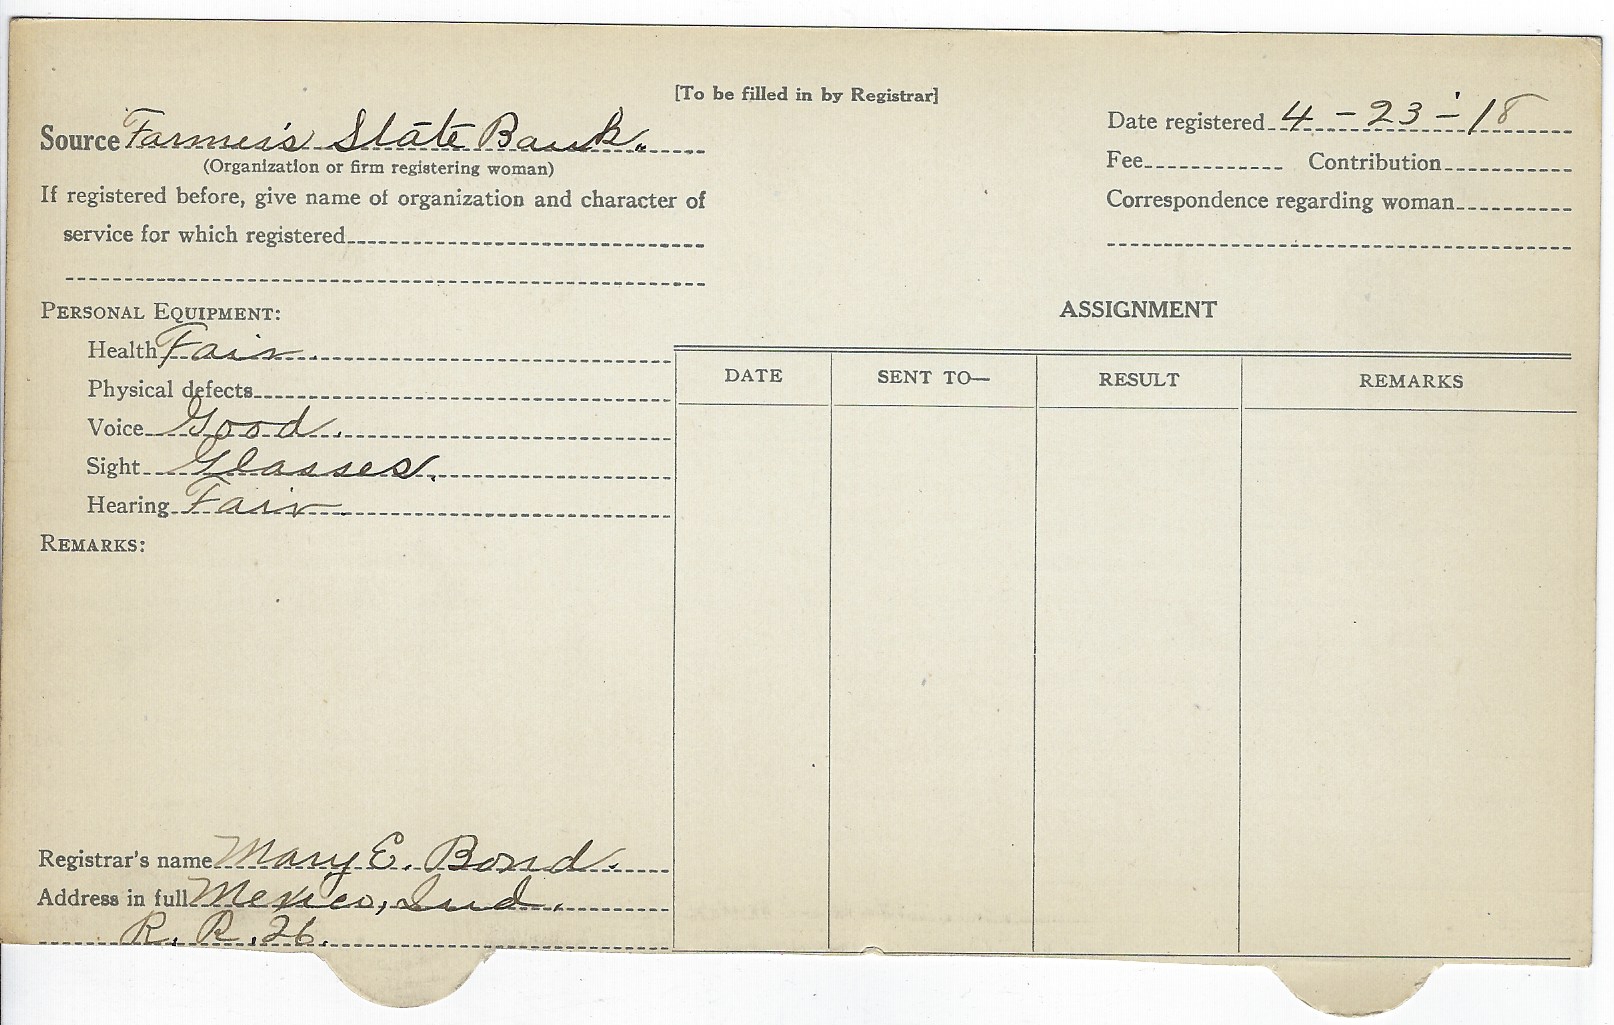 [To be filled in by Registrar]
Source Farmer's State Bank.
(Organization or firm registering woman)
If registered before, give name of organization and character of
service for which registered
Date registered 4-23-'18
Fee Contribution
Correspondence regarding woman
PERSONAL EQUIPMENT:
Health Fair.
Physical defects
Voice Good.
Sight Glasses.
Hearing Fair
REMARKS:
ASSIGNMENT
DATE SENT TO— RESULT REMARKS
Registrar's name Mary E. Bond.
Address in full Mexico, Ind.
R. R. 26.